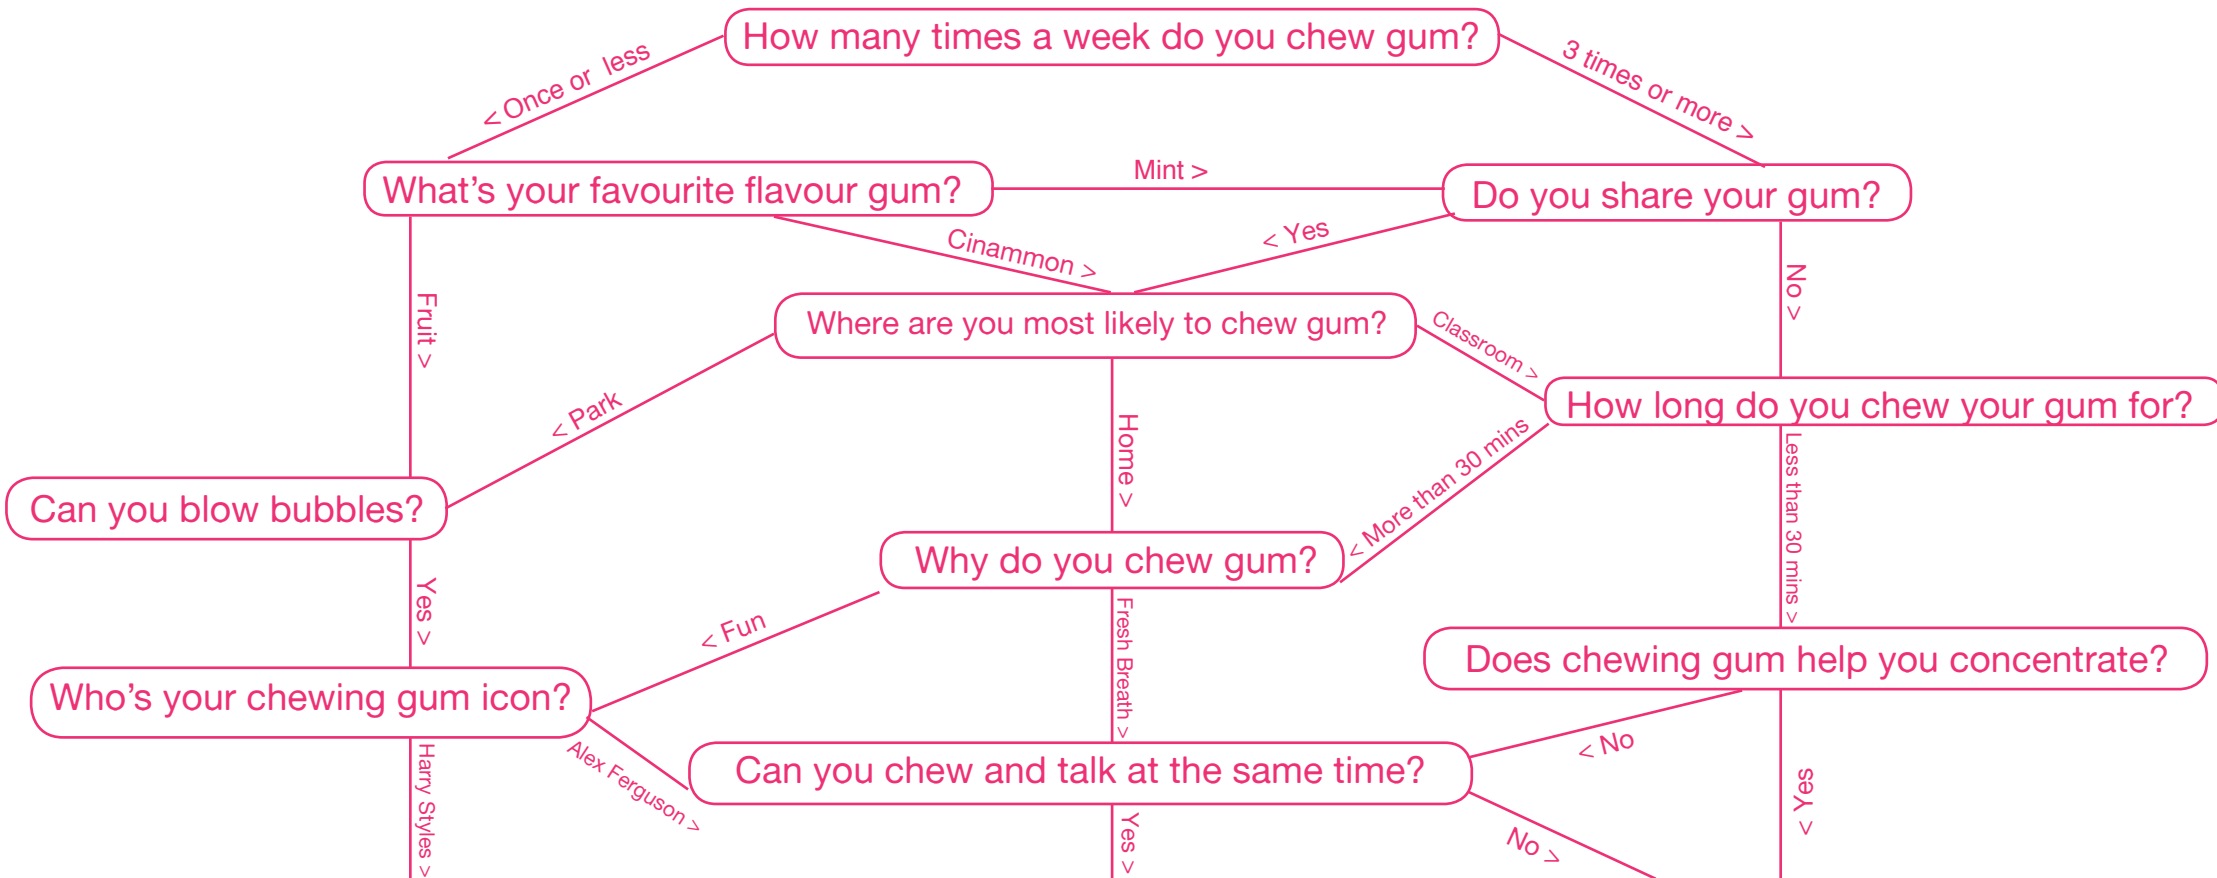 How many times a week do you chew gum?
< Once or less
3 times or more >
What's your favourite flavour gum?
Mint >
Do you share your gum?
Cinammon >
< Yes
No >
Fruit >
Where are you most likely to chew gum?
Classroom >
< Park
Home >
How long do you chew your gum for?
< More than 30 mins
Less than 30 mins >
Can you blow bubbles?
Why do you chew gum?
Yes >
< Fun
Fresh Breath >
Does chewing gum help you concentrate?
Who's your chewing gum icon?
Alex Ferguson >
Can you chew and talk at the same time?
< No
Yes >
Harry Styles >
Yes >
No >